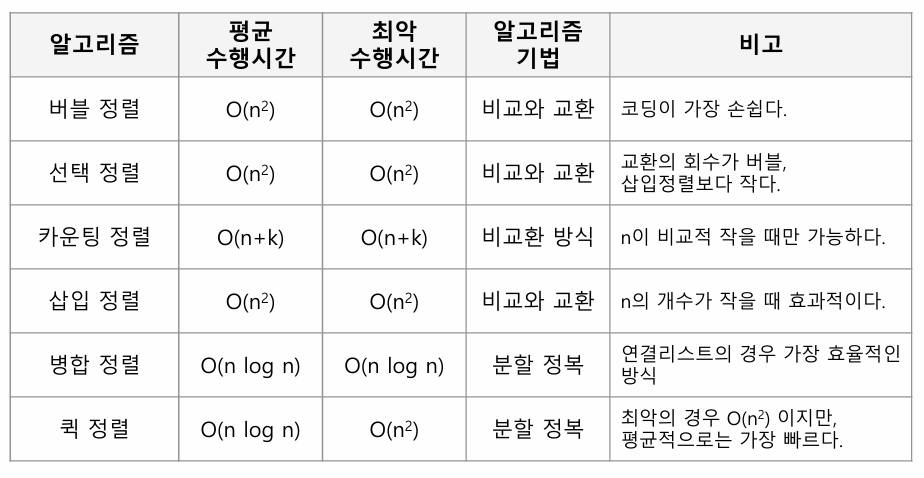 알고리즘 평균 수행시간 최악 수행시간 알고리즘 기법 비고
버블 정렬 O(n²) O(n²) 비교와 교환 코딩이 가장 손쉽다.
선택 정렬 O(n²) O(n²) 비교와 교환 교환의 회수가 버블,
삽입정렬보다 작다.
카운팅 정렬 O(n+k) O(n+k) 비교환 방식 n이 비교적 작을 때만 가능하다.
삽입 정렬 O(n²) O(n²) 비교와 교환 n의 개수가 작을 때 효과적이다.
병합 정렬 O(n log n) O(n log n) 분할 정복 연결리스트의 경우 가장 효율적인
방식
퀵 정렬 O(n log n) O(n²) 분할 정복 최악의 경우 O(n²) 이지만,
평균적으로는 가장 빠르다.